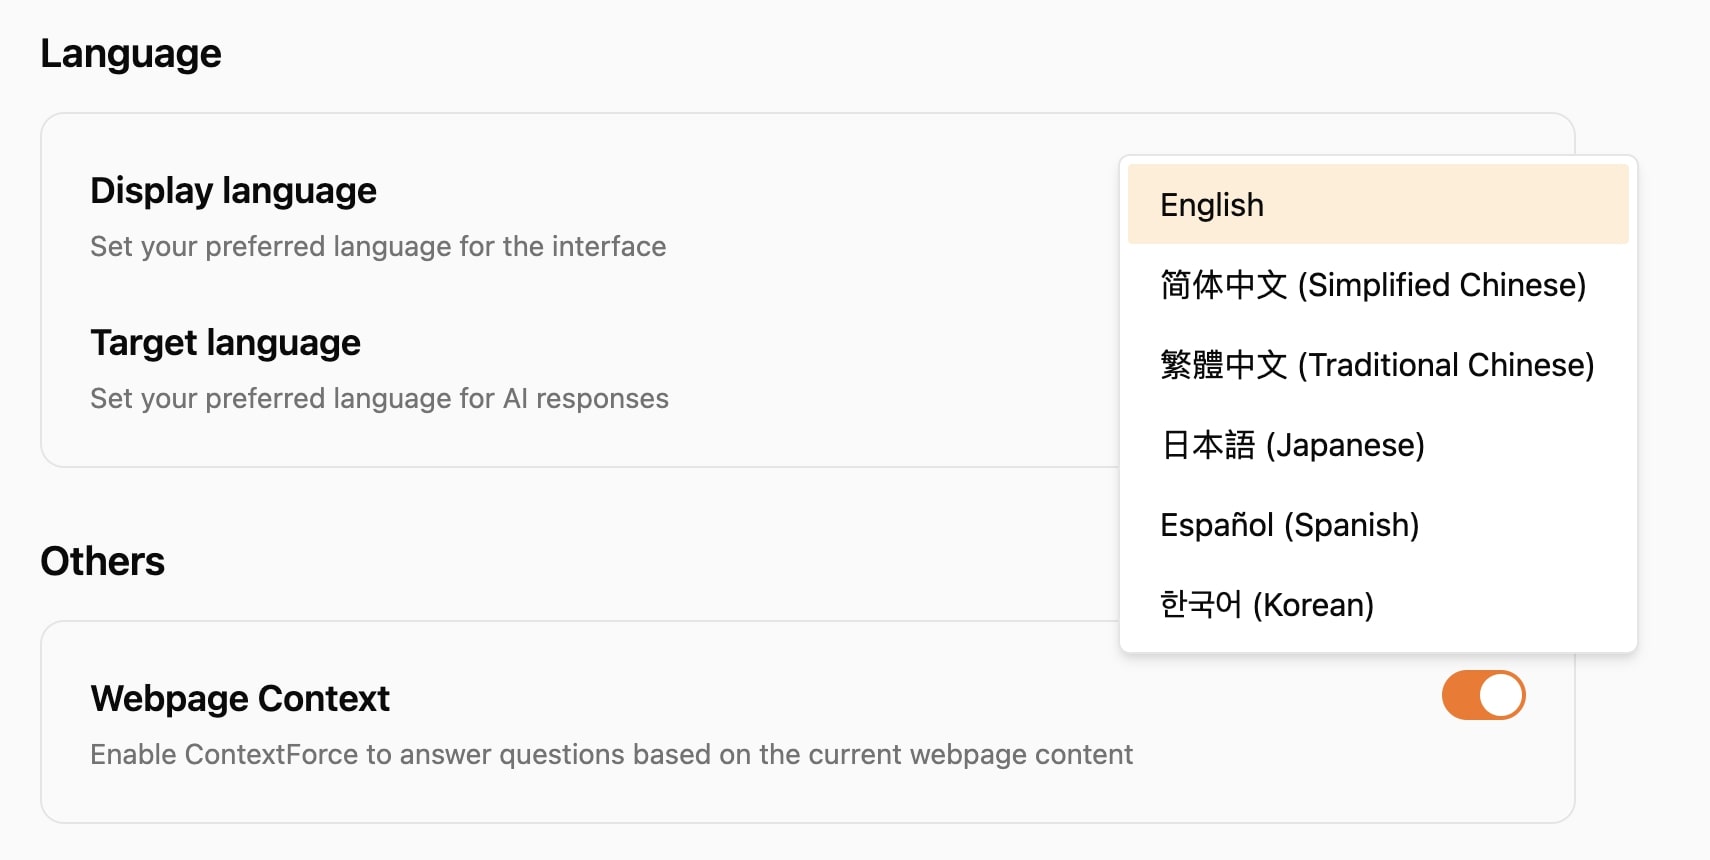 Language
Display language
Set your preferred language for the interface
Target language
Set your preferred language for AI responses
English
简体中文 (Simplified Chinese)
繁體中文 (Traditional Chinese)
日本語 (Japanese)
Español (Spanish)
한국어 (Korean)
Others
Webpage Context
Enable ContextForce to answer questions based on the current webpage content